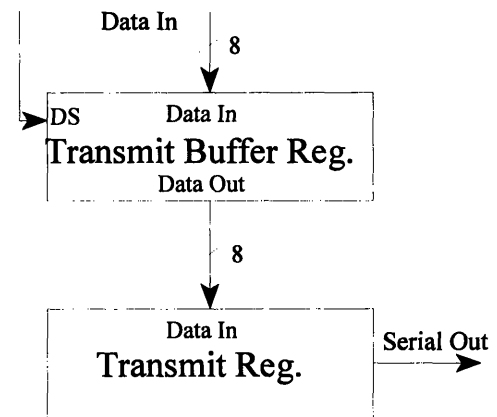 Data In
8
DS
Data In
Transmit Buffer Reg.
Data Out
8
Data In
Serial Out
Transmit Reg.